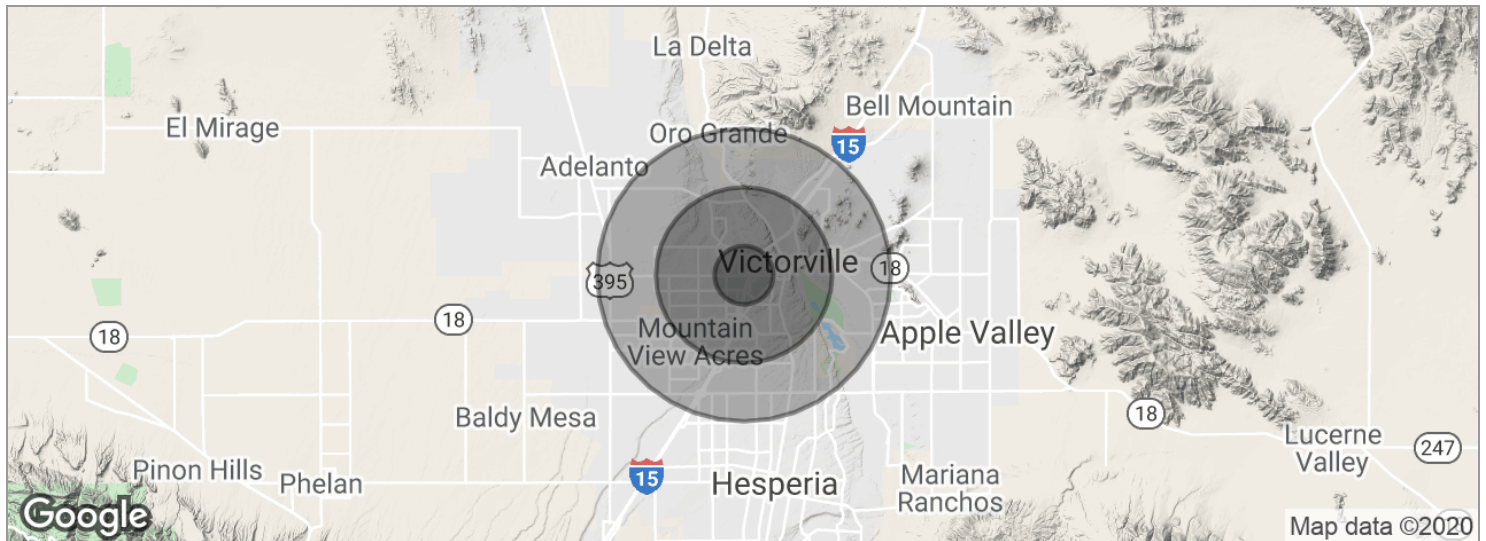 La Delta
Bell Mountain
El Mirage
Oro Grande
15
Adelanto
Victorville
18
395
18
18
Mountain
View Acres
Apple Valley
Baldy Mesa
18
Lucerne
Valley
247
Pinon Hills
Phelan
15
Hesperia
Mariana
Ranchos
Google
Map data ©2020